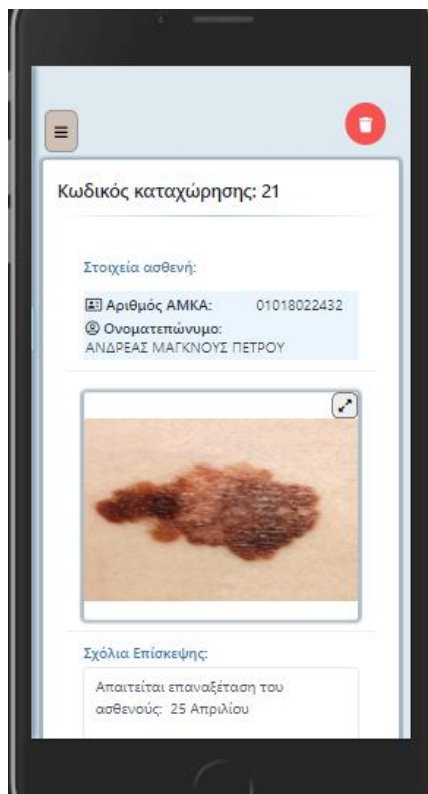 Κωδικός καταχώρησης: 21
Στοιχεία ασθενή:
Αριθμός ΑΜΚΑ: 01018022432
Ονοματεπώνυμο:
ΑΝΔΡΕΑΣ ΜΑΓΚΝΟΥΣ ΠΕΤΡΟΥ
Σχόλια Επίσκεψης:
Απαιτείται επαναξέταση του
ασθενούς: 25 Απριλίου